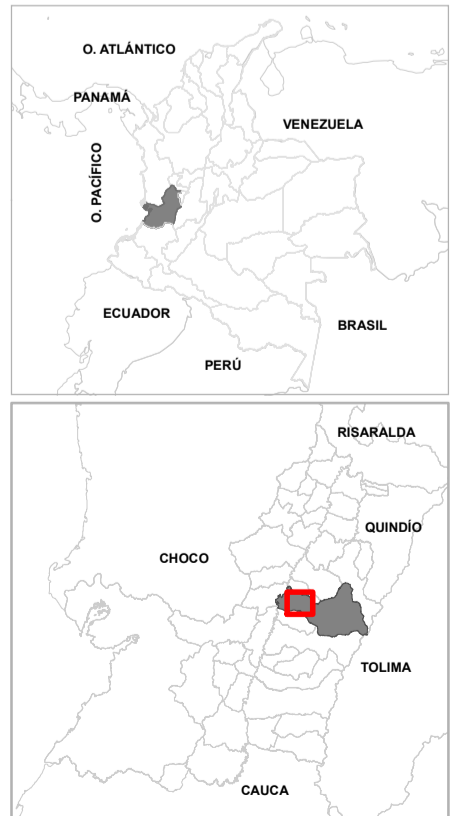 O. ATLÁNTICO
PANAMÁ
VENEZUELA
O. PACÍFICO
ECUADOR
BRASIL
PERÚ
RISARALDA
QUINDÍO
CHOCO
TOLIMA
CAUCA